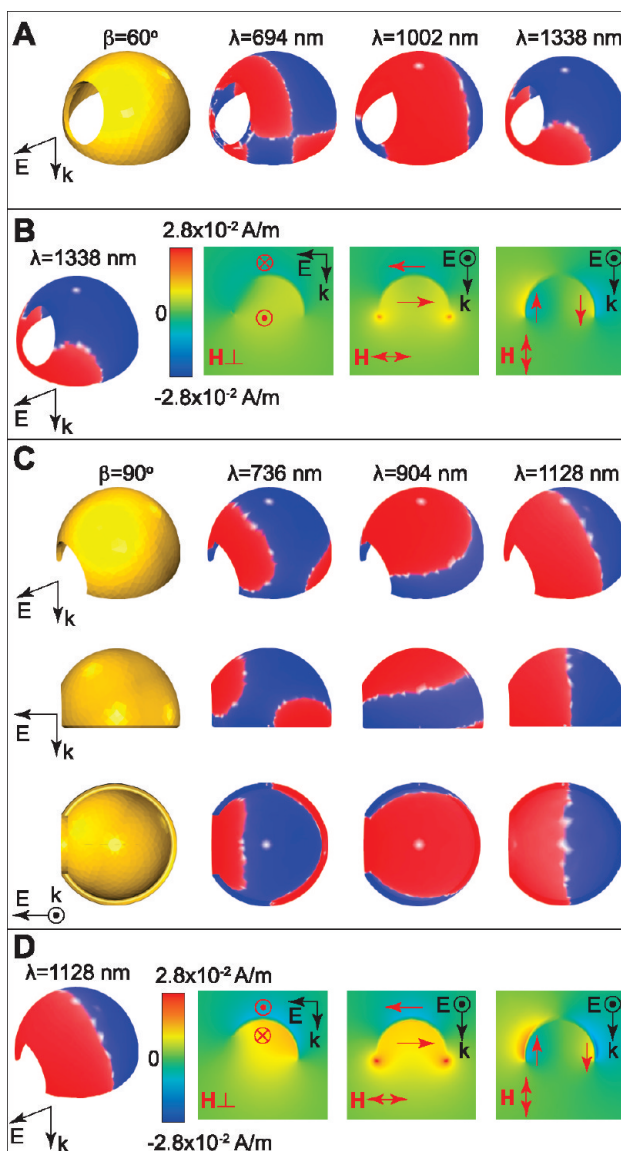 A
β=60° λ=694 nm λ=1002 nm λ=1338 nm
E
k
B
λ=1338 nm
2.8x10⁻² A/m
0
-2.8x10⁻² A/m
E
k
H⊥
E
k
H
E
k
H
E
k
C
β=90° λ=736 nm λ=904 nm λ=1128 nm
E
k
E
k
k
E
D
λ=1128 nm
2.8x10⁻² A/m
0
-2.8x10⁻² A/m
E
k
H⊥
E
k
H
E
k
H
E
k